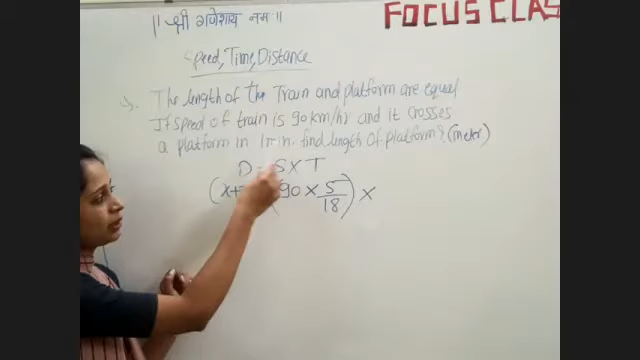 || श्री गणेशाय नमः ||
FOCUS CLAS
Speed, Time, Distance
The length of the Train and platform are equal
If speed of train is 90 km/hr and it crosses
a platform in 1 min. find length of platform? (meter)
D = S X T
(x+ 90 x 5/18) x